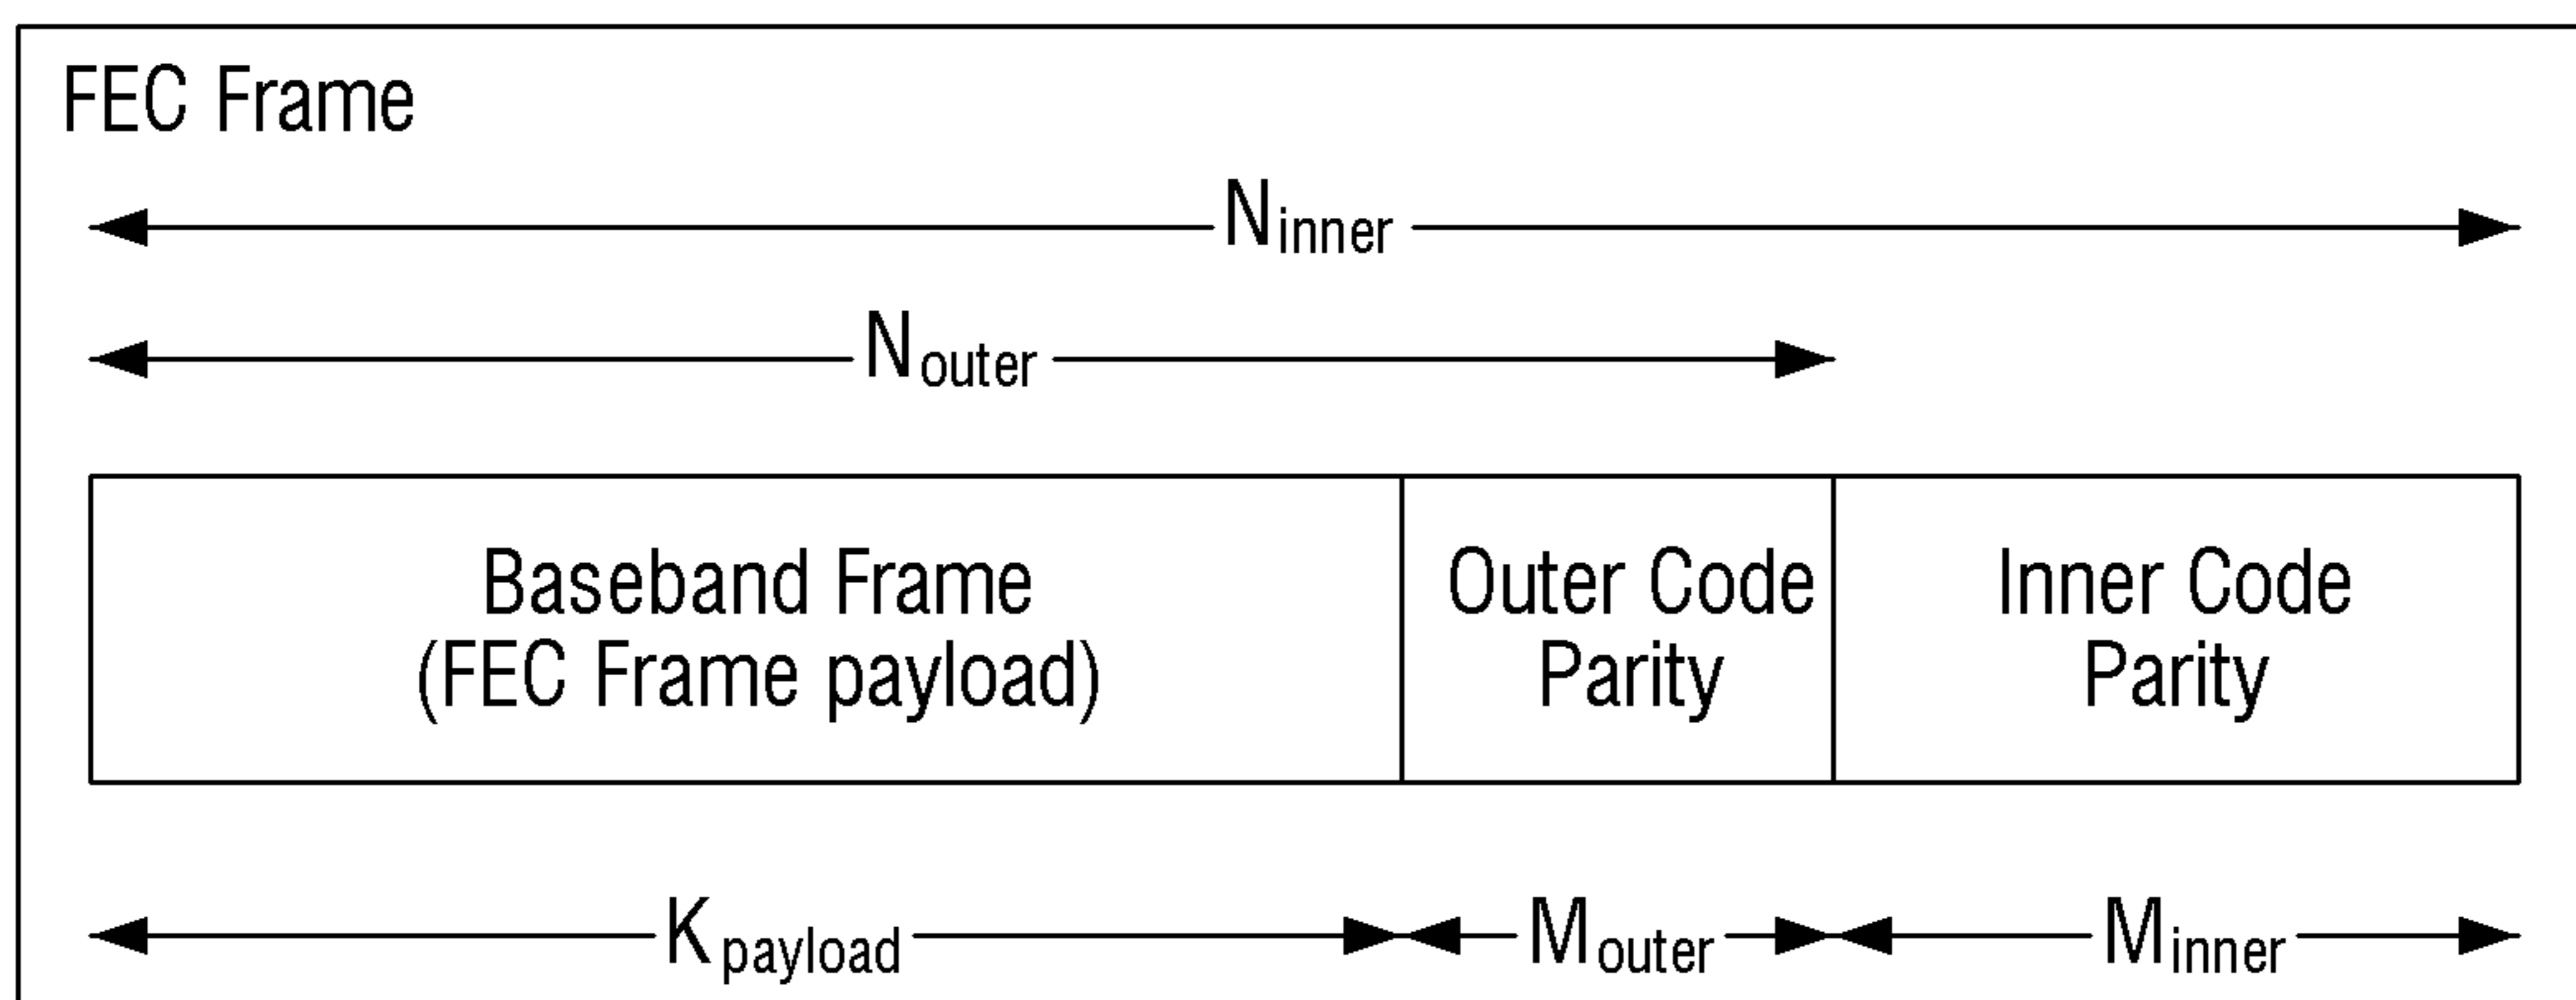 FEC Frame
Ninner
Nouter
Baseband Frame
(FEC Frame payload)
Outer Code
Parity
Inner Code
Parity
Kpayload
Mouter
Minner